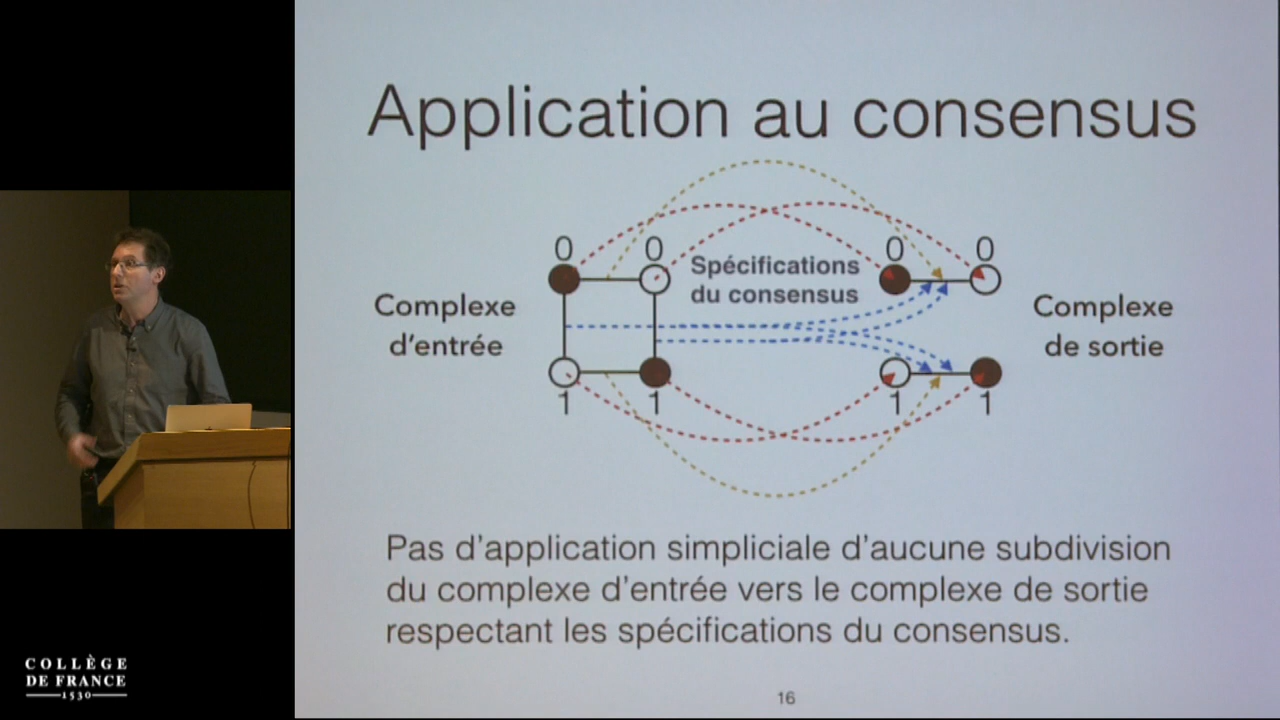 Application au consensus
0 0 0 0
Spécifications
du consensus
Complexe
d'entrée
Complexe
de sortie
1 1 1 1
Pas d'application simpliciale d'aucune subdivision
du complexe d'entrée vers le complexe de sortie
respectant les spécifications du consensus.
16
COLLÈGE
DE FRANCE
1530